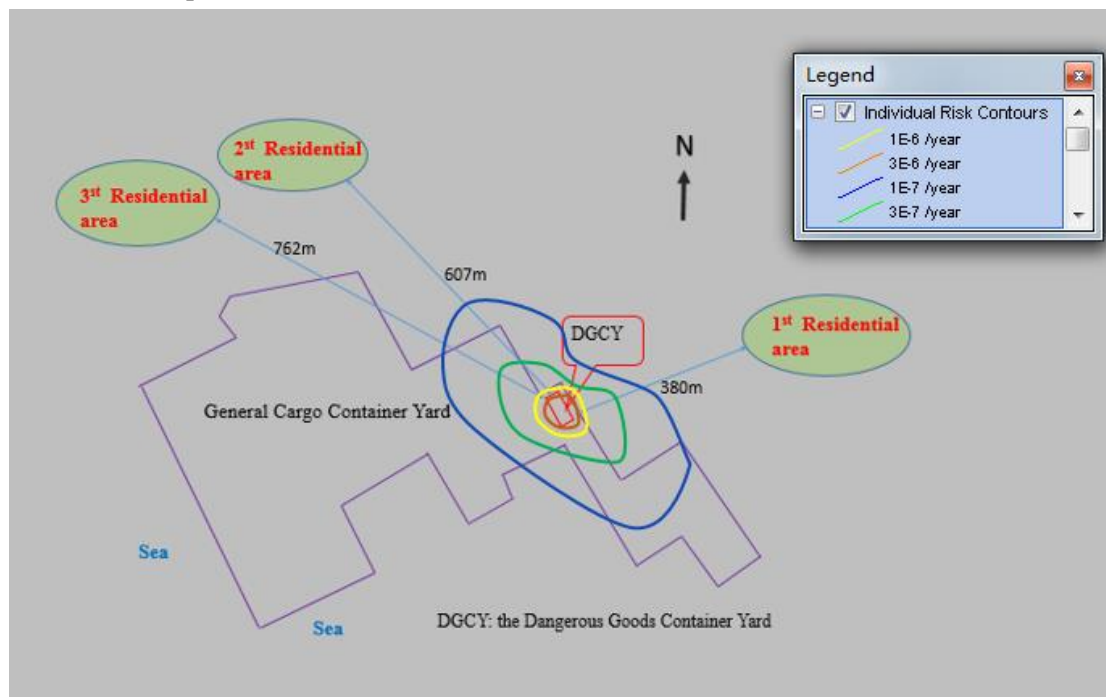 Legend
Individual Risk Contours
1E-6 /year
3E-6 /year
1E-7 /year
3E-7 /year
2st Residential
area
N
3st Residential
area
762m
607m
1st Residential
area
DGCY
380m
General Cargo Container Yard
Sea
DGCY: the Dangerous Goods Container Yard
Sea